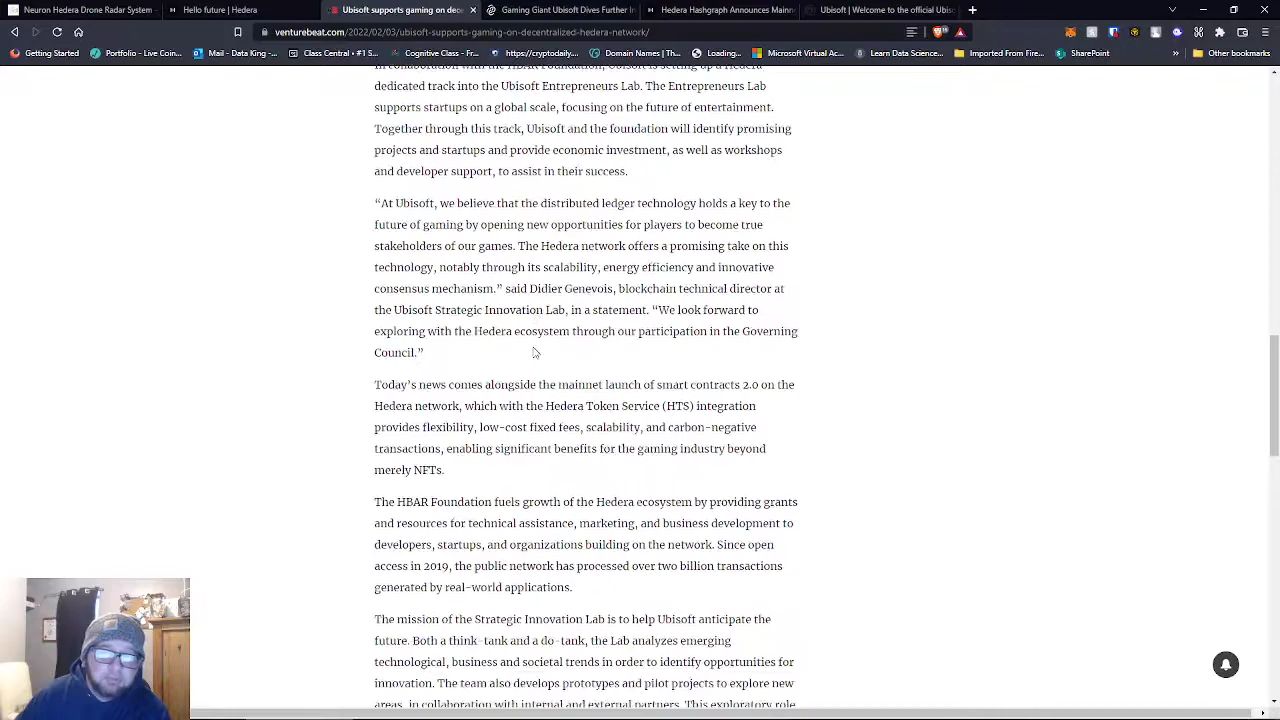 Neuron Hedera Drone Radar System -
Hello future | Hedera
Ubisoft supports gaming on dece
Gaming Giant Ubisoft Dives Further In
Hedera Hashgraph Announces Mainn
Ubisoft | Welcome to the official Ubis
venturebeat.com/2022/02/03/ubisoft-supports-gaming-on-decentralized-hedera-network/
Getting Started
Portfolio – Live Coin...
Mail - Data King ,...
Class Central • #1 S...
Cognitive Class - F...
https://cryptodaily...
Domain Names | T...
Loading...
Microsoft Virtual Ac...
Learn Data Science...
Imported From Fire...
SharePoint
Other bookmarks
In collaboration with the HBAR Foundation, Ubisoft is setting up a Hedera
dedicated track into the Ubisoft Entrepreneurs Lab. The Entrepreneurs Lab
supports startups on a global scale, focusing on the future of entertainment.
Together through this track, Ubisoft and the foundation will identify promising
projects and startups and provide economic investment, as well as workshops
and developer support, to assist in their success.
“At Ubisoft, we believe that the distributed ledger technology holds a key to the
future of gaming by opening new opportunities for players to become true
stakeholders of our games. The Hedera network offers a promising take on this
technology, notably through its scalability, energy efficiency and innovative
consensus mechanism.” said Didier Genevois, blockchain technical director at
the Ubisoft Strategic Innovation Lab, in a statement. “We look forward to
exploring with the Hedera ecosystem through our participation in the Governing
Council.”
Today’s news comes alongside the mainnet launch of smart contracts 2.0 on the
Hedera network, which with the Hedera Token Service (HTS) integration
provides flexibility, low-cost fixed fees, scalability, and carbon-negative
transactions, enabling significant benefits for the gaming industry beyond
merely NFTs.
The HBAR Foundation fuels growth of the Hedera ecosystem by providing grants
and resources for technical assistance, marketing, and business development to
developers, startups, and organizations building on the network. Since open
access in 2019, the public network has processed over two billion transactions
generated by real-world applications.
The mission of the Strategic Innovation Lab is to help Ubisoft anticipate the
future. Both a think-tank and a do-tank, the Lab analyzes emerging
technological, business and societal trends in order to identify opportunities for
innovation. The team also develops prototypes and pilot projects to explore new
areas, in collaboration with internal and external partners. This exploratory role